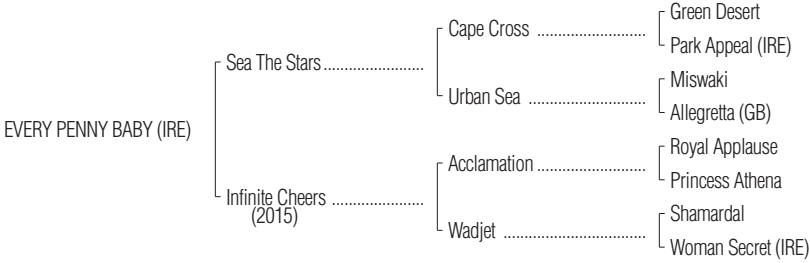 Green Desert
Cape Cross ..........................
Park Appeal (IRE)
Sea The Stars ........................
Miswaki
Urban Sea ............................
Allegretta (GB)
EVERY PENNY BABY (IRE)
Royal Applause
Acclamation ..........................
Princess Athena
Infinite Cheers ......................
(2015)
Shamardal
Wadjet ..................................
Woman Secret (IRE)